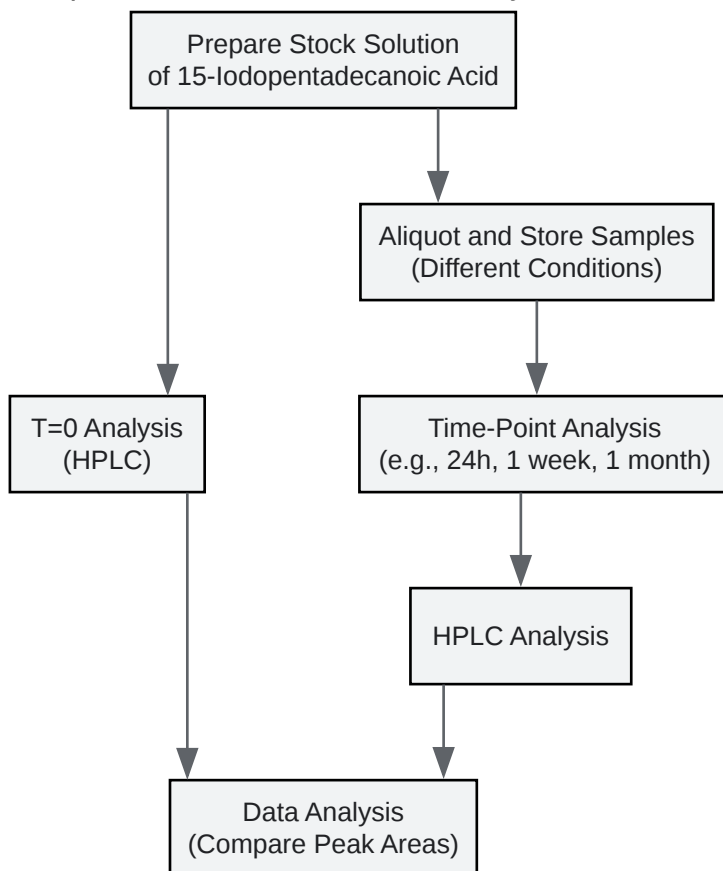 Prepare Stock Solution
of 15-Iodopentadecanoic Acid
Aliquot and Store Samples
(Different Conditions)
T=0 Analysis
(HPLC)
Time-Point Analysis
(e.g., 24h, 1 week, 1 month)
HPLC Analysis
Data Analysis
(Compare Peak Areas)